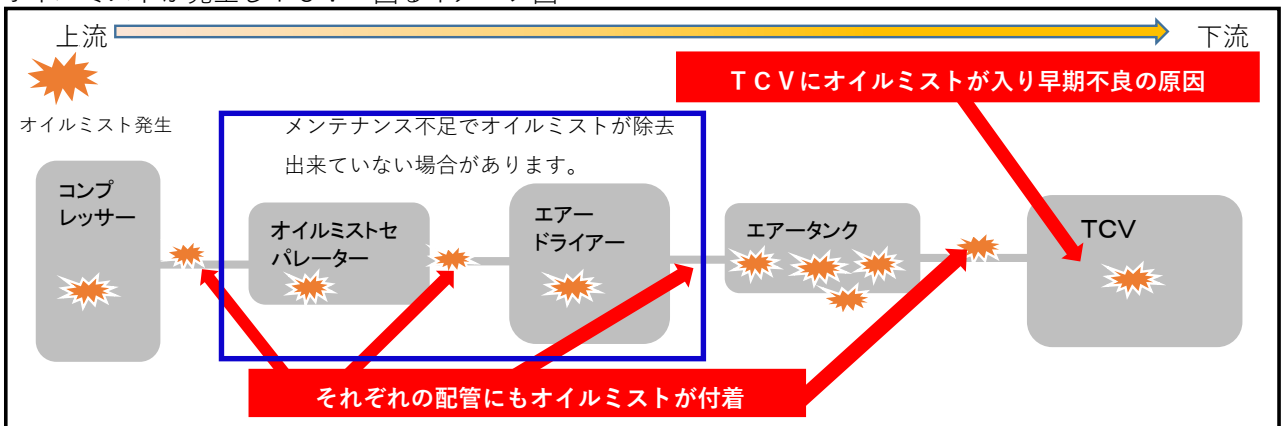 上流
下流
ＴＣＶにオイルミストが入り早期不良の原因
オイルミスト発生
メンテナンス不足でオイルミストが除去
出来ていない場合があります。
コンプ
レッサー
オイルミストセ
パレーター
エアー
ドライアー
エアータンク
TCV
それぞれの配管にもオイルミストが付着